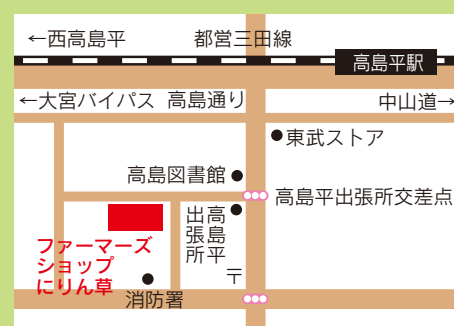 ←西高島平 都営三田線
高島平駅
←大宮バイパス 高島通り 中山道→
東武ストア
高島図書館
高島平出張所交差点
高島平
出張所
〒
ファーマーズ
ショップ
にりん草
消防署